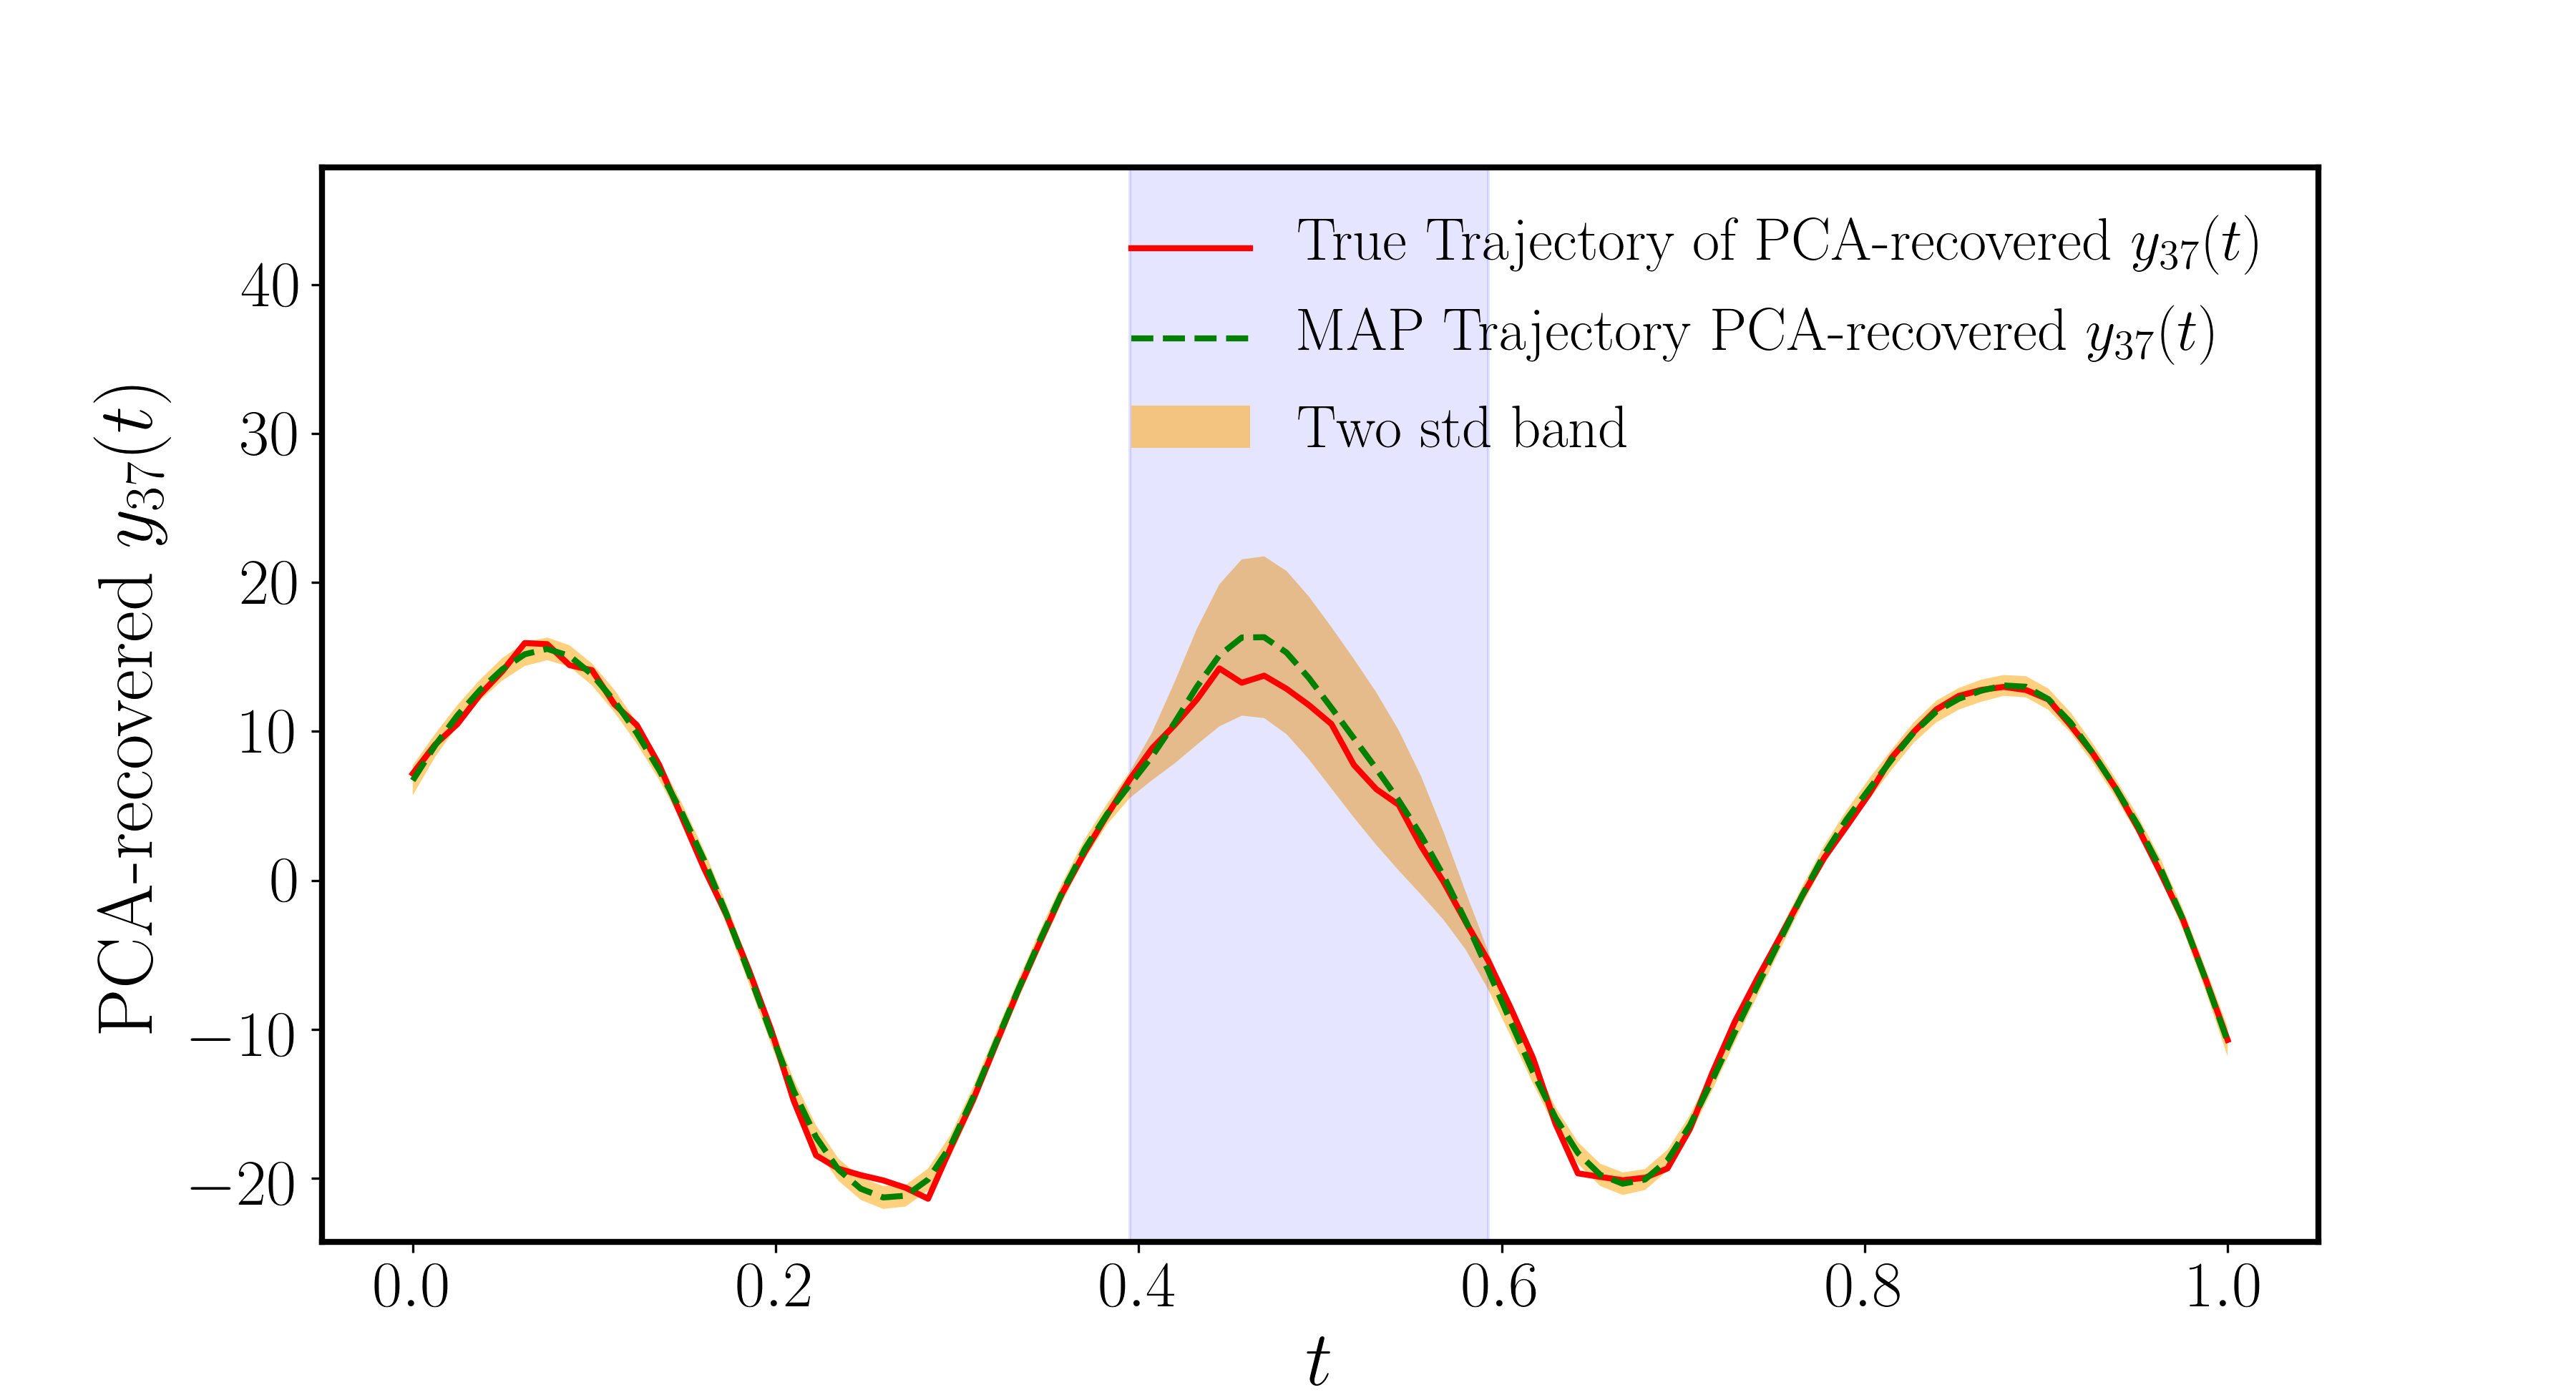 True Trajectory of PCA-recovered y₃₇(t)
MAP Trajectory PCA-recovered y₃₇(t)
Two std band
PCA-recovered y₃₇(t)
40
30
20
10
0
−10
−20
0.0 0.2 0.4 0.6 0.8 1.0
t